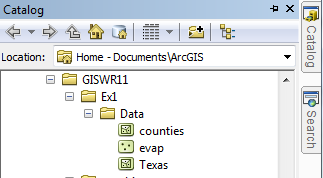 Catalog
Location: Home - Documents\ArcGIS
GISWR11
Ex1
Data
counties
evap
Texas
Catalog
Search